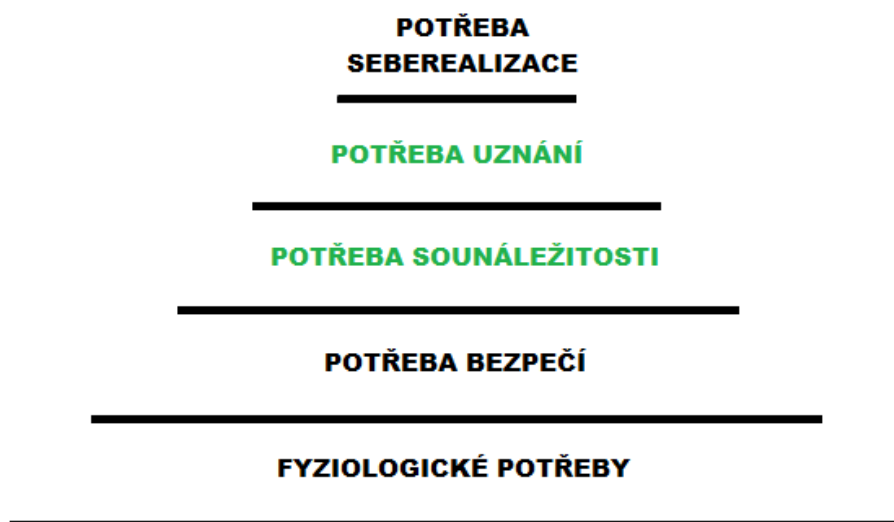 POTŘEBA
SEBEREALIZACE
POTŘEBA UZNÁNÍ
POTŘEBA SOUNÁLEŽITOSTI
POTŘEBA BEZPEČÍ
FYZIOLOGICKÉ POTŘEBY